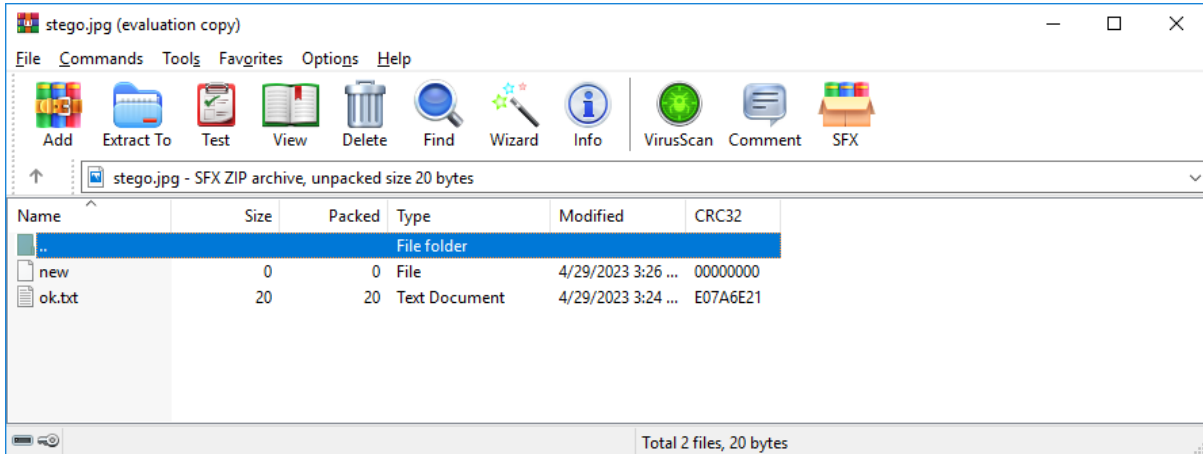 stego.jpg (evaluation copy)
File Commands Tools Favorites Options Help
Add Extract To Test View Delete Find Wizard Info VirusScan Comment SFX
stego.jpg - SFX ZIP archive, unpacked size 20 bytes
Name Size Packed Type Modified CRC32
.. File folder
new 0 0 File 4/29/2023 3:26 ... 00000000
ok.txt 20 20 Text Document 4/29/2023 3:24 ... E07A6E21
Total 2 files, 20 bytes